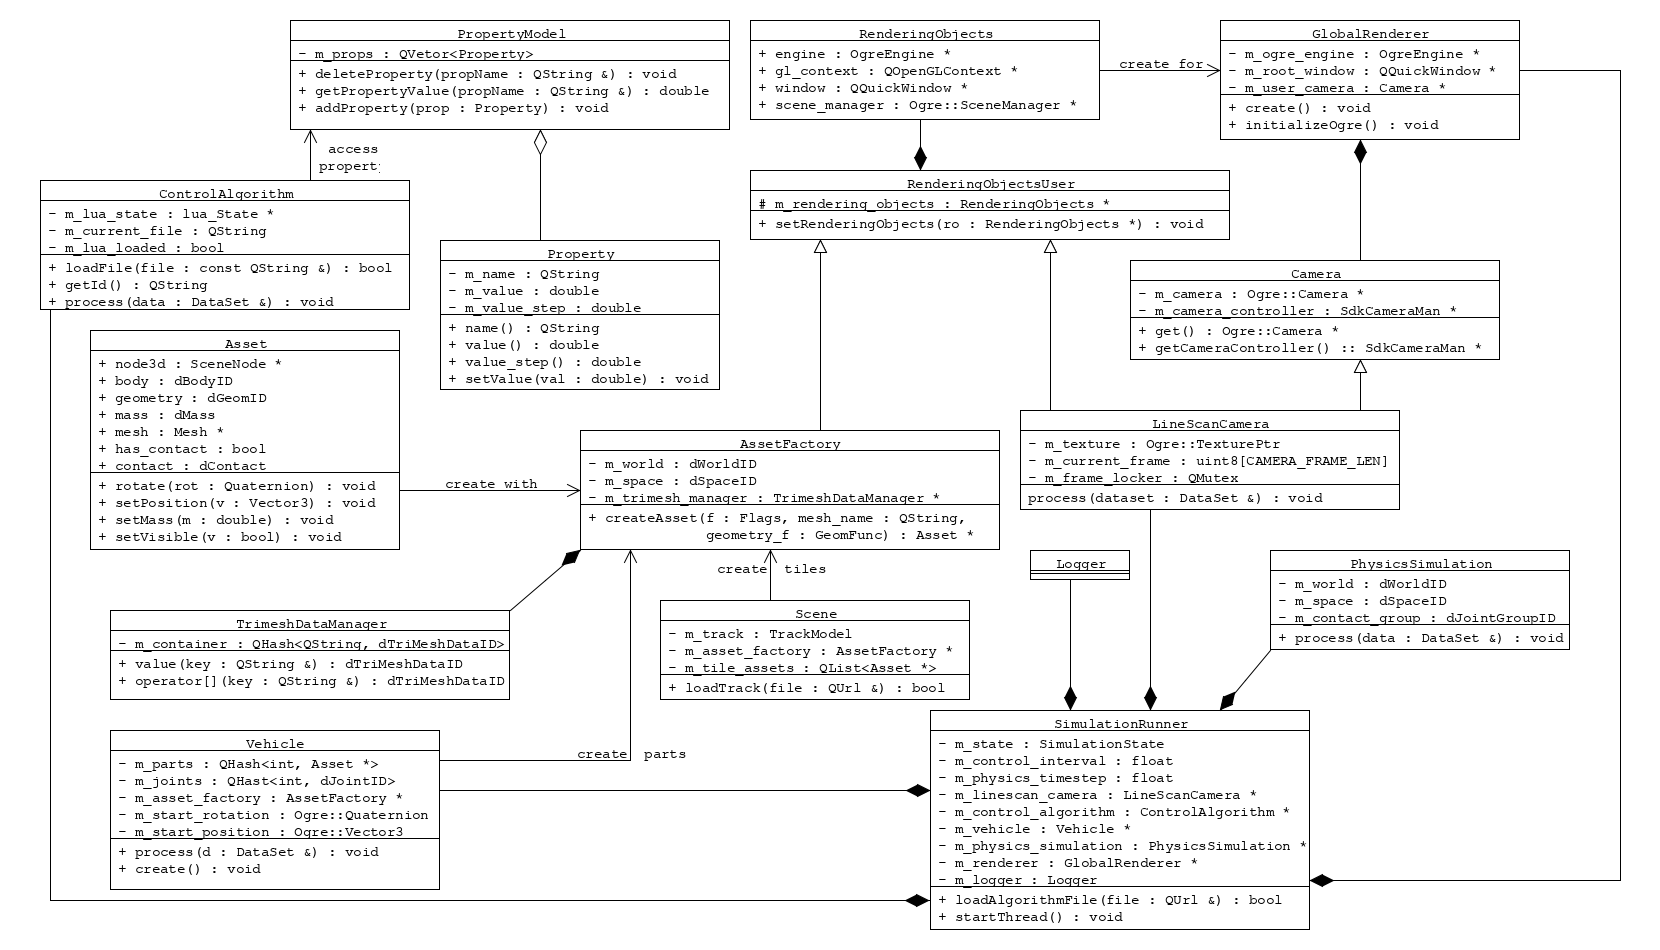 PropertyModel
- m_props : QVetor<Property>
+ deleteProperty(propName : QString &) : void
+ getPropertyValue(propName : QString &) : double
+ addProperty(prop : Property) : void
RenderingObjects
+ engine : OgreEngine *
+ gl_context : QOpenGLContext *
+ window : QQuickWindow *
+ scene_manager : Ogre::SceneManager *
create for
GlobalRenderer
- m_ogre_engine : OgreEngine *
- m_root_window : QQuickWindow *
- m_user_camera : Camera *
+ create() : void
+ initializeOgre() : void
access
propert
ControlAlgorithm
- m_lua_state : lua_State *
- m_current_file : QString
- m_lua_loaded : bool
+ loadFile(file : const QString &) : bool
+ getId() : QString
+ process(data : DataSet &) : void
RenderingObjectsUser
# m_rendering_objects : RenderingObjects *
+ setRenderingObjects(ro : RenderingObjects *) : void
Property
- m_name : QString
- m_value : double
- m_value_step : double
+ name() : QString
+ value() : double
+ value_step() : double
+ setValue(val : double) : void
Camera
- m_camera : Ogre::Camera *
- m_camera_controller : SdkCameraMan *
+ get() : Ogre::Camera *
+ getCameraController() :: SdkCameraMan *
Asset
+ node3d : SceneNode *
+ body : dBodyID
+ geometry : dGeomID
+ mass : dMass
+ mesh : Mesh *
+ has_contact : bool
+ contact : dContact
+ rotate(rot : Quaternion) : void
+ setPosition(v : Vector3) : void
+ setMass(m : double) : void
+ setVisible(v : bool) : void
create with
AssetFactory
- m_world : dWorldID
- m_space : dSpaceID
- m_trimesh_manager : TrimeshDataManager *
+ createAsset(f : Flags, mesh_name : QString,
geometry_f : GeomFunc) : Asset *
LineScanCamera
- m_texture : Ogre::TexturePtr
- m_current_frame : uint8[CAMERA_FRAME_LEN]
- m_frame_locker : QMutex
process(dataset : DataSet &) : void
create tiles
Logger
PhysicsSimulation
- m_world : dWorldID
- m_space : dSpaceID
- m_contact_group : dJointGroupID
+ process(data : DataSet &) : void
TrimeshDataManager
- m_container : QHash<QString, dTriMeshDataID>
+ value(key : QString &) : dTriMeshDataID
+ operator[](key : QString &) : dTriMeshDataID
Scene
- m_track : TrackModel
- m_asset_factory : AssetFactory *
- m_tile_assets : QList<Asset *>
+ loadTrack(file : QUrl &) : bool
Vehicle
- m_parts : QHash<int, Asset *>
- m_joints : QHast<int, dJointID>
- m_asset_factory : AssetFactory *
- m_start_rotation : Ogre::Quaternion
- m_start_position : Ogre::Vector3
+ process(d : DataSet &) : void
+ create() : void
create parts
SimulationRunner
- m_state : SimulationState
- m_control_interval : float
- m_physics_timestep : float
- m_linescan_camera : LineScanCamera *
- m_control_algorithm : ControlAlgorithm *
- m_vehicle : Vehicle *
- m_physics_simulation : PhysicsSimulation *
- m_renderer : GlobalRenderer *
- m_logger : Logger
+ loadAlgorithmFile(file : QUrl &) : bool
+ startThread() : void